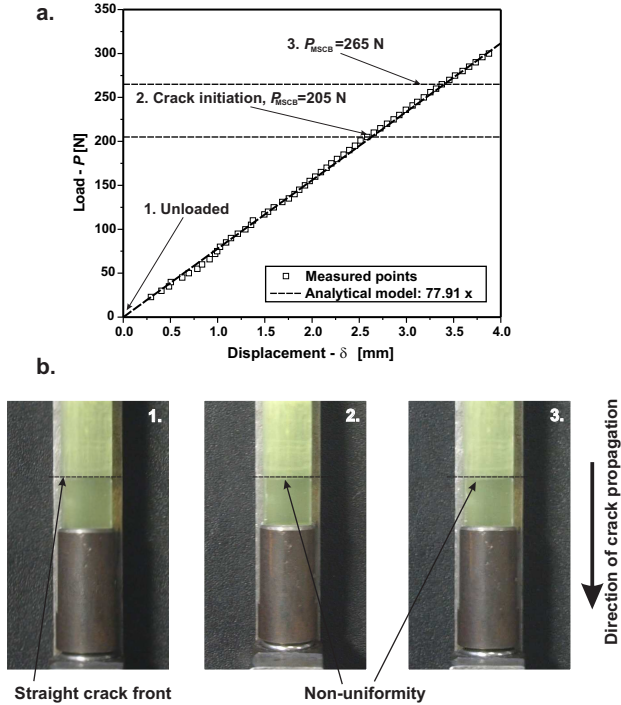 a.
350
300
250
200
150
100
50
0
Load - P [N]
3. PMSCB=265 N
2. Crack initiation, PMSCB=205 N
1. Unloaded
Measured points
Analytical model: 77.91 x
0.0 0.5 1.0 1.5 2.0 2.5 3.0 3.5 4.0
Displacement - δ [mm]
b.
1. 2. 3.
Direction of crack propagation
Straight crack front
Non-uniformity